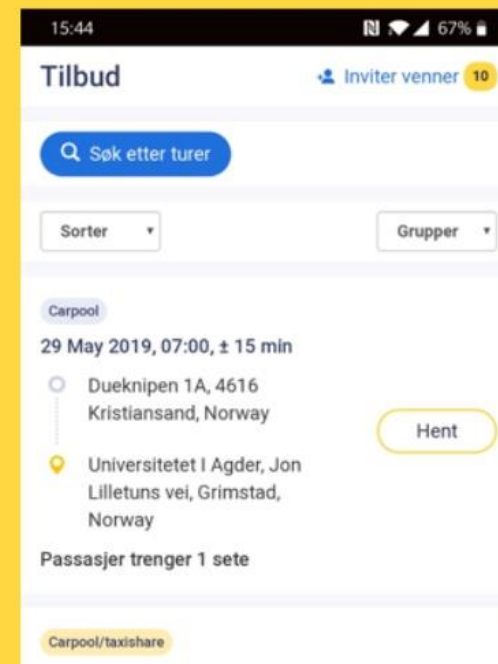 15:44
67%
Tilbud
Inviter venner 10
Søk etter turer
Sorter
Grupper
Carpool
29 May 2019, 07:00, ± 15 min
Dueknipen 1A, 4616
Kristiansand, Norway
Hent
Universitetet I Agder, Jon
Lilletuns vei, Grimstad,
Norway
Passasjer trenger 1 sete
Carpool/taxishare